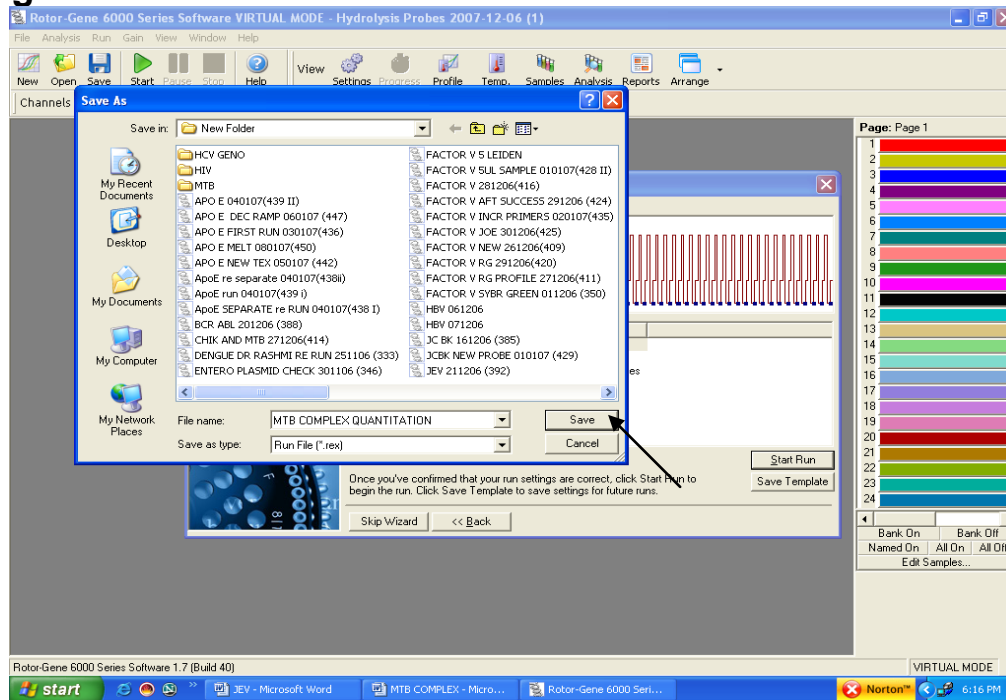 g
Rotor-Gene 6000 Series Software VIRTUAL MODE - Hydrolysis Probes 2007-12-06 (1)
File Analysis Run Gain View Window Help
New Open Save Start Pause Stop Help View Settings Progress Profile Temp. Samples Analysis Reports Arrange
Channels
Save As
Save in: New Folder
My Recent Documents
Desktop
My Documents
My Computer
My Network Places
HCV GENO
HIV
MTB
APO E 040107(439 II)
APO E DEC RAMP 060107 (447)
APO E FIRST RUN 030107(436)
APO E MELT 080107(450)
APO E NEW TEX 050107 (442)
ApoE re separate 040107(438ii)
ApoE run 040107(439 i)
ApoE SEPARATE re RUN 040107(438 I)
BCR ABL 201206 (388)
CHIK AND MTB 271206(414)
DENGUE DR RASHMI RE RUN 251106 (333)
ENTERO PLASMID CHECK 301106 (346)
FACTOR V 5 LEIDEN
FACTOR V 5UL SAMPLE 010107(428 II)
FACTOR V 281206(416)
FACTOR V AFT SUCCESS 291206 (424)
FACTOR V INCR PRIMERS 020107(435)
FACTOR V JOE 301206(425)
FACTOR V NEW 261206(409)
FACTOR V RG 291206(420)
FACTOR V RG PROFILE 271206(411)
FACTOR V SYBR GREEN 011206 (350)
HBV 061206
HBV 071206
JC BK 161206 (385)
JCBK NEW PROBE 010107 (429)
JEV 211206 (392)
File name: MTB COMPLEX QUANTITATION Save
Save as type: Run File (*.rex) Cancel
es
Start Run
Once you've confirmed that your run settings are correct, click Start Run to
begin the run. Click Save Template to save settings for future runs.
Save Template
Skip Wizard << Back
Page: Page 1
1
2
3
4
5
6
7
8
9
10
11
12
13
14
15
16
17
18
19
20
21
22
23
24
Bank On Bank Off
Named On All On All Off
Edit Samples...
Rotor-Gene 6000 Series Software 1.7 (Build 40) VIRTUAL MODE
start JEV - Microsoft Word MTB COMPLEX - Micro... Rotor-Gene 6000 Seri... Norton™ 6:16 PM